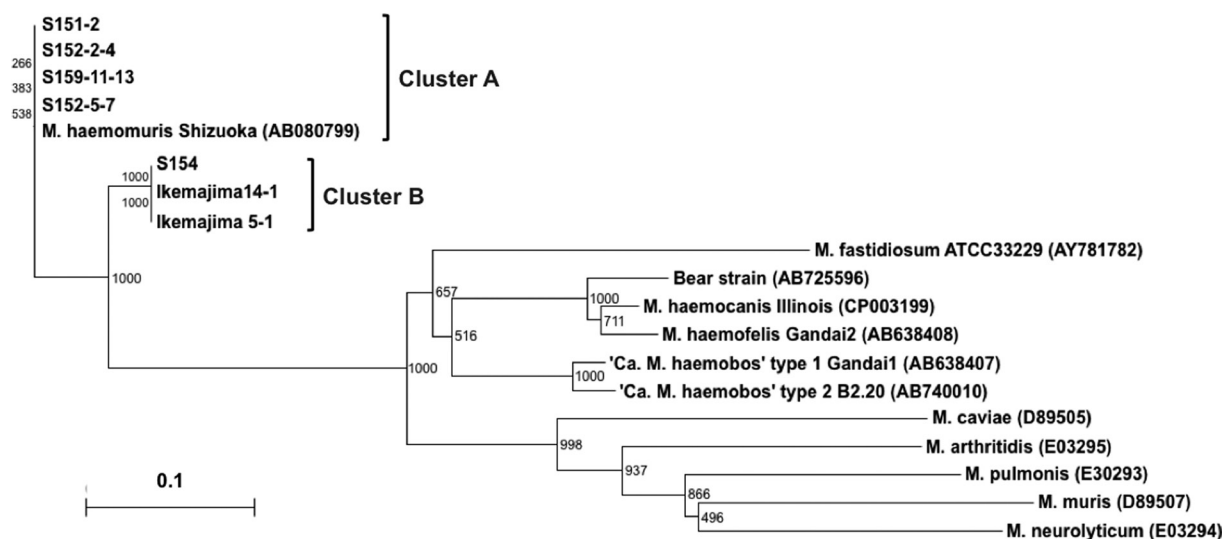 S151-2
S152-2-4
266
S159-11-13
Cluster A
383
S152-5-7
538
M. haemomuris Shizuoka (AB080799)
S154
1000
Ikemajima14-1
Cluster B
1000
Ikemajima 5-1
M. fastidiosum ATCC33229 (AY781782)
1000
Bear strain (AB725596)
657
1000
M. haemocanis Illinois (CP003199)
711
516
M. haemofelis Gandai2 (AB638408)
'Ca. M. haemobos' type 1 Gandai1 (AB638407)
1000
1000
'Ca. M. haemobos' type 2 B2.20 (AB740010)
M. caviae (D89505)
998
M. arthritidis (E03295)
937
0.1
M. pulmonis (E30293)
866
M. muris (D89507)
496
M. neurolyticum (E03294)